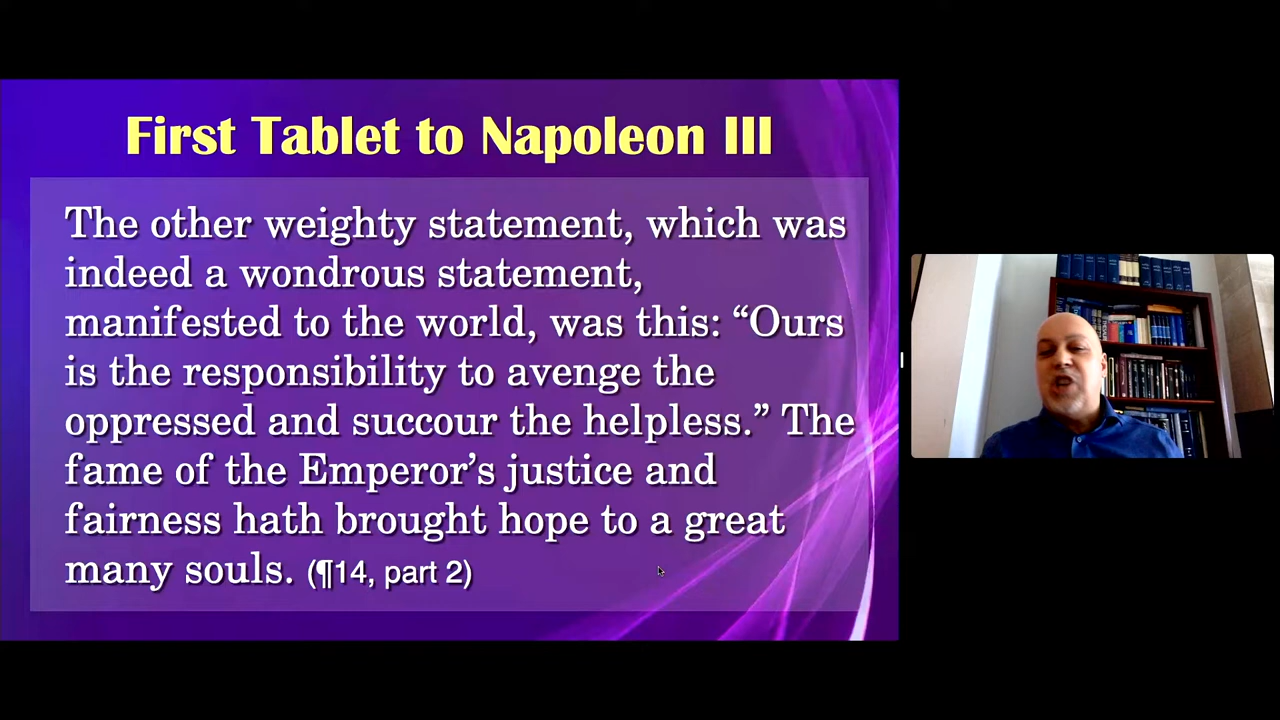 First Tablet to Napoleon III
The other weighty statement, which was
indeed a wondrous statement,
manifested to the world, was this: “Ours
is the responsibility to avenge the
oppressed and succour the helpless.” The
fame of the Emperor’s justice and
fairness hath brought hope to a great
many souls. (¶14, part 2)